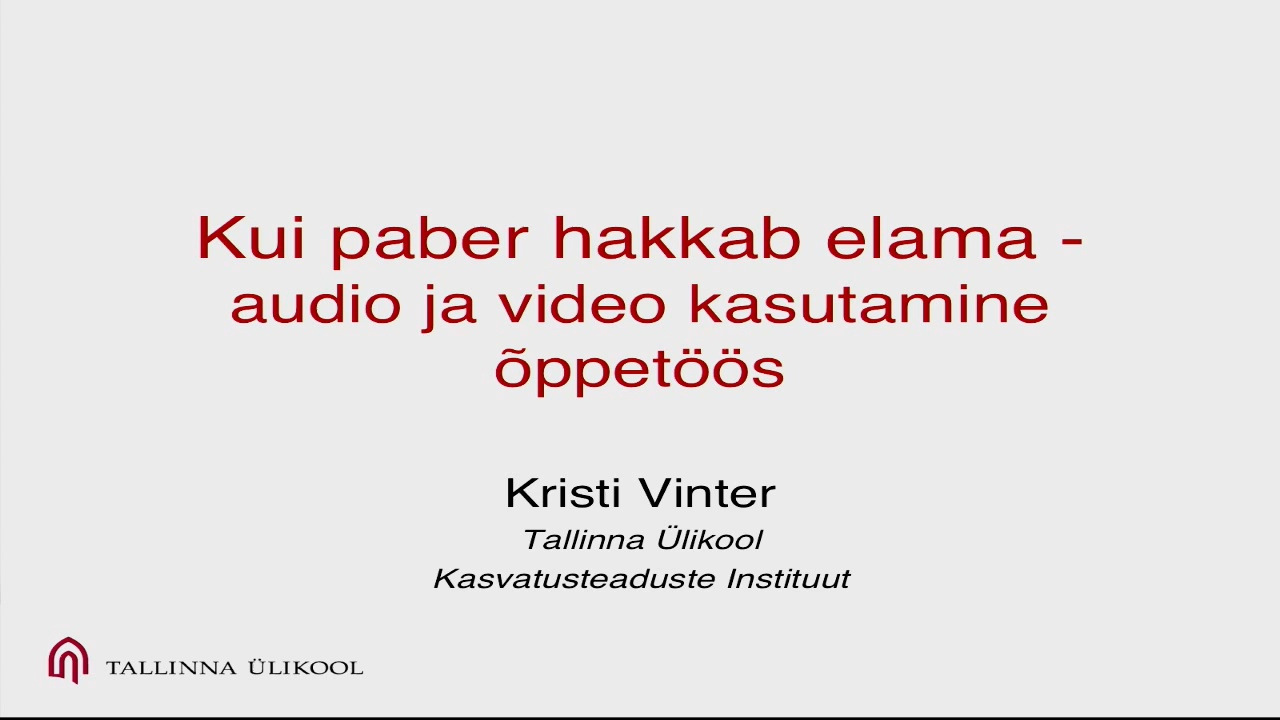 Kui paber hakkab elama -
audio ja video kasutamine
õppetöös
Kristi Vinter
Tallinna Ülikool
Kasvatusteaduste Instituut
TALLINNA ÜLIKOOL